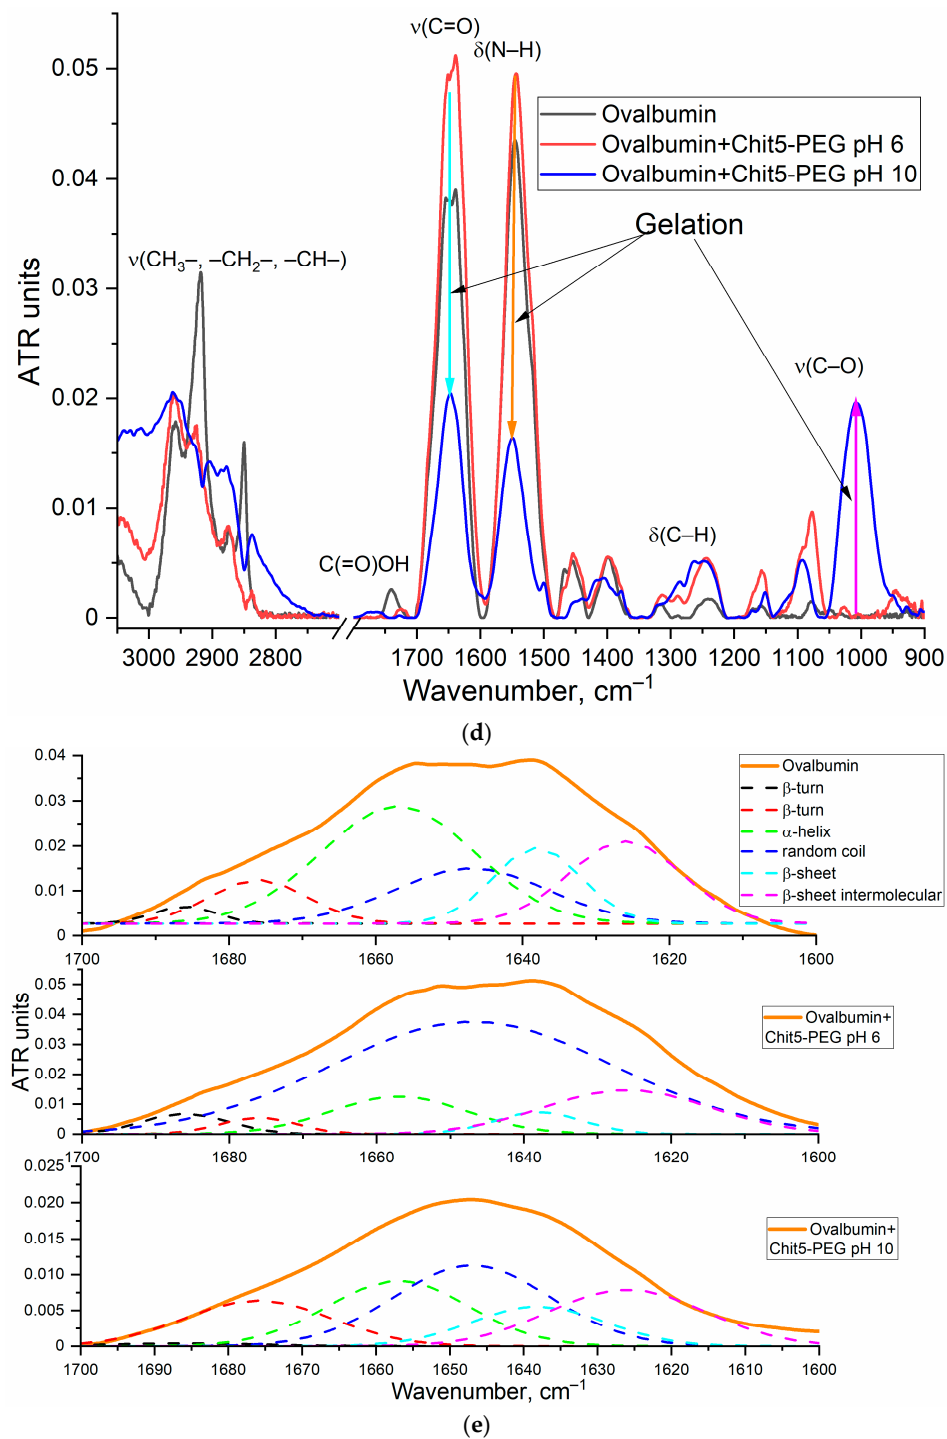 ν(C=O)
δ(N–H)
0.05
Ovalbumin
Ovalbumin+Chit5-PEG pH 6
Ovalbumin+Chit5-PEG pH 10
0.04
Gelation
ν(CH3–, –CH2–, –CH–)
0.03
ATR units
ν(C–O)
0.02
0.01
δ(C–H)
C(=O)OH
0
3000 2900 2800 1700 1600 1500 1400 1300 1200 1100 1000 900
Wavenumber, cm–1
(d)
0.04
Ovalbumin
β-turn
0.03
β-turn
α-helix
0.02
random coil
β-sheet
0.01
β-sheet intermolecular
0
1700 1680 1660 1640 1620 1600
0.05
0.04
Ovalbumin+
Chit5-PEG pH 6
0.03
ATR units
0.02
0.01
0
1700 1680 1660 1640 1620 1600
0.025
0.020
Ovalbumin+
Chit5-PEG pH 10
0.015
0.010
0.005
0
1700 1690 1680 1670 1660 1650 1640 1630 1620 1610 1600
Wavenumber, cm–1
(e)